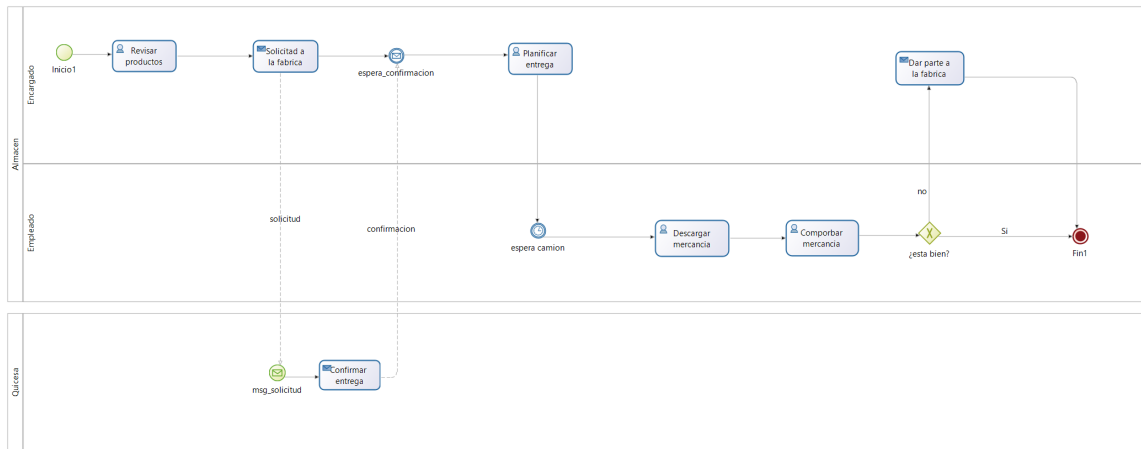 Almacen
Encargado
Inicio1
Revisar
productos
Solicitad a
la fabrica
espera_confirmacion
Planificar
entrega
Dar parte a
la fabrica
Empleado
solicitud
confirmacion
espera camion
Descargar
mercancia
Comporbar
mercancia
no
¿esta bien?
Si
Fin1
Quicesa
msg_solicitud
Confirmar
entrega